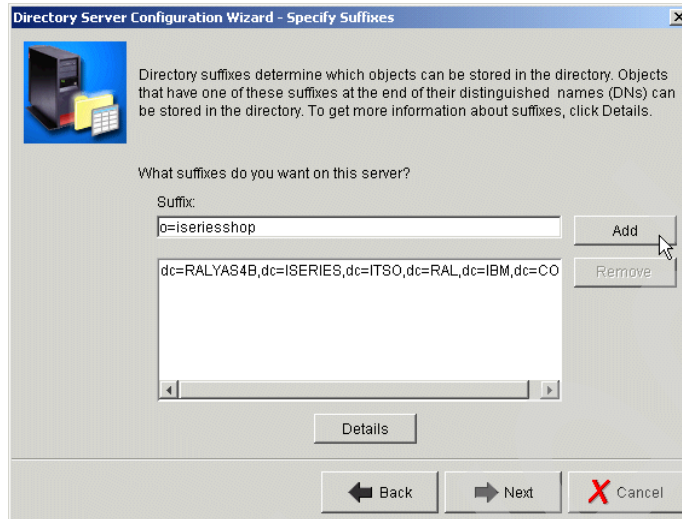 Directory Server Configuration Wizard - Specify Suffixes
Directory suffixes determine which objects can be stored in the directory. Objects
that have one of these suffixes at the end of their distinguished names (DNs) can
be stored in the directory. To get more information about suffixes, click Details.
What suffixes do you want on this server?
Suffix:
o=iseriesshop
Add
dc=RALYAS4B,dc=ISERIES,dc=ITSO,dc=RAL,dc=IBM,dc=CO
Remove
Details
Back
Next
Cancel